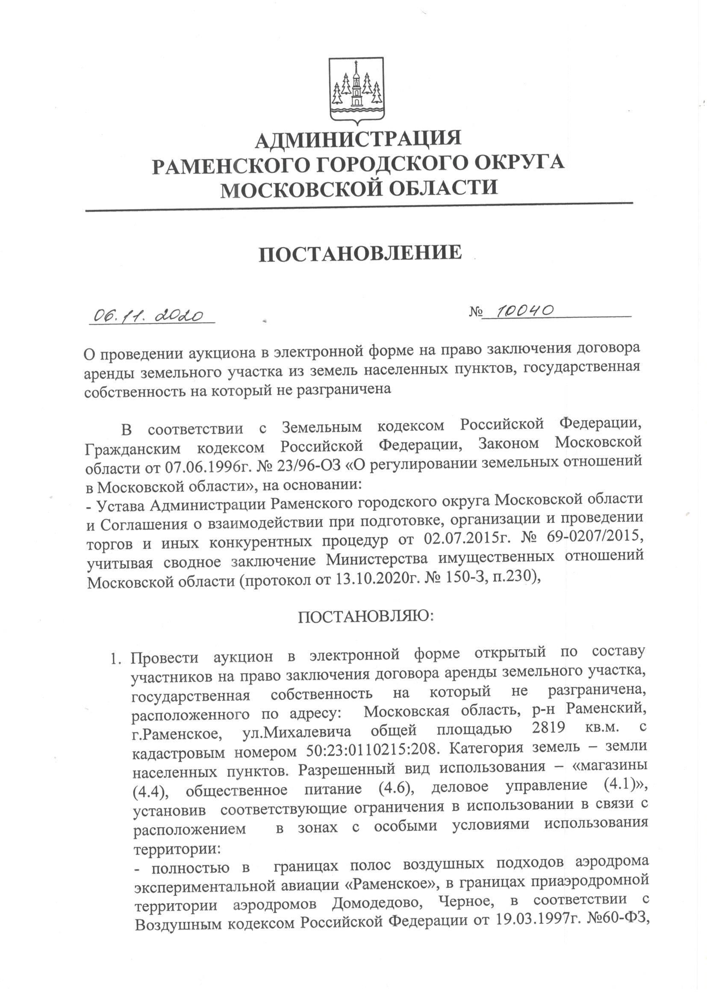 АДМИНИСТРАЦИЯ
РАМЕНСКОГО ГОРОДСКОГО ОКРУГА
МОСКОВСКОЙ ОБЛАСТИ
ПОСТАНОВЛЕНИЕ
06.11.2020 № 10040
О проведении аукциона в электронной форме на право заключения договора
аренды земельного участка из земель населенных пунктов, государственная
собственность на который не разграничена
В соответствии с Земельным кодексом Российской Федерации,
Гражданским кодексом Российской Федерации, Законом Московской
области от 07.06.1996г. № 23/96-ОЗ «О регулировании земельных отношений
в Московской области», на основании:
- Устава Администрации Раменского городского округа Московской области
и Соглашения о взаимодействии при подготовке, организации и проведении
торгов и иных конкурентных процедур от 02.07.2015г. № 69-0207/2015,
учитывая сводное заключение Министерства имущественных отношений
Московской области (протокол от 13.10.2020г. № 150-З, п.230),
ПОСТАНОВЛЯЮ:
1. Провести аукцион в электронной форме открытый по составу
участников на право заключения договора аренды земельного участка,
государственная собственность на который не разграничена,
расположенного по адресу: Московская область, р-н Раменский,
г.Раменское, ул.Михалевича общей площадью 2819 кв.м. с
кадастровым номером 50:23:0110215:208. Категория земель – земли
населенных пунктов. Разрешенный вид использования – «магазины
(4.4), общественное питание (4.6), деловое управление (4.1)»,
установив соответствующие ограничения в использовании в связи с
расположением в зонах с особыми условиями использования
территории:
- полностью в границах полос воздушных подходов аэродрома
экспериментальной авиации «Раменское», в границах приаэродромной
территории аэродромов Домодедово, Черное, в соответствии с
Воздушным кодексом Российской Федерации от 19.03.1997г. №60-ФЗ,